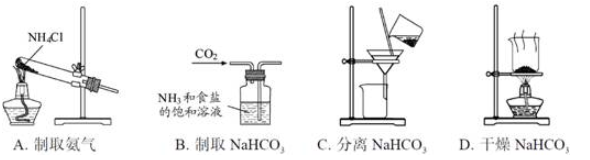 NH₄Cl
CO₂
NH₃和食盐
的饱和溶液
A. 制取氨气
B. 制取 NaHCO₃
C. 分离 NaHCO₃
D. 干燥 NaHCO₃